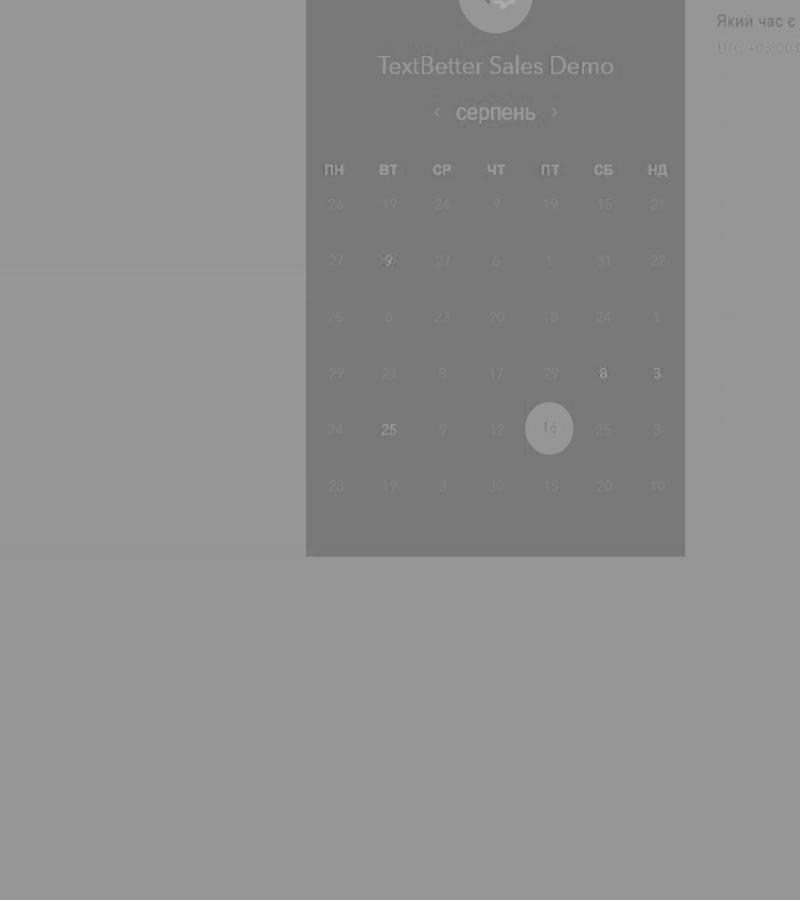 Який час є
UTC +03:00
TextBetter Sales Demo
‹ серпень ›
ПН ВТ СР ЧТ ПТ СБ НД
26 19 24 9 19 15 21
27 9 27 6 1 31 22
25 8 23 20 18 24 1
29 21 8 17 29 8 3
24 25 9 12 16 25 3
28 19 3 30 15 20 10